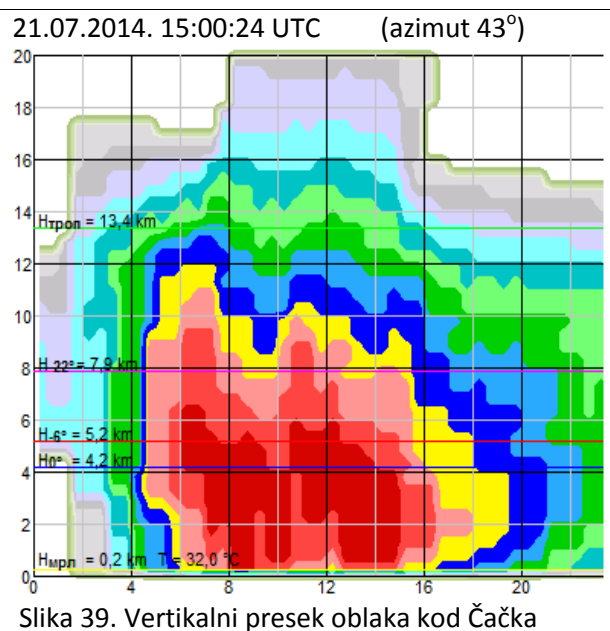 21.07.2014. 15:00:24 UTC (azimut 43°)
20
18
16
14
Hтроп = 13,4 km
12
10
8
H-22° = 7,9 km
6
H-6° = 5,2 km
H0° = 4,2 km
4
2
Hмрл = 0,2 km T = 32,0 °C
0
0 4 8 12 16 20
Slika 39. Vertikalni presek oblaka kod Čačka